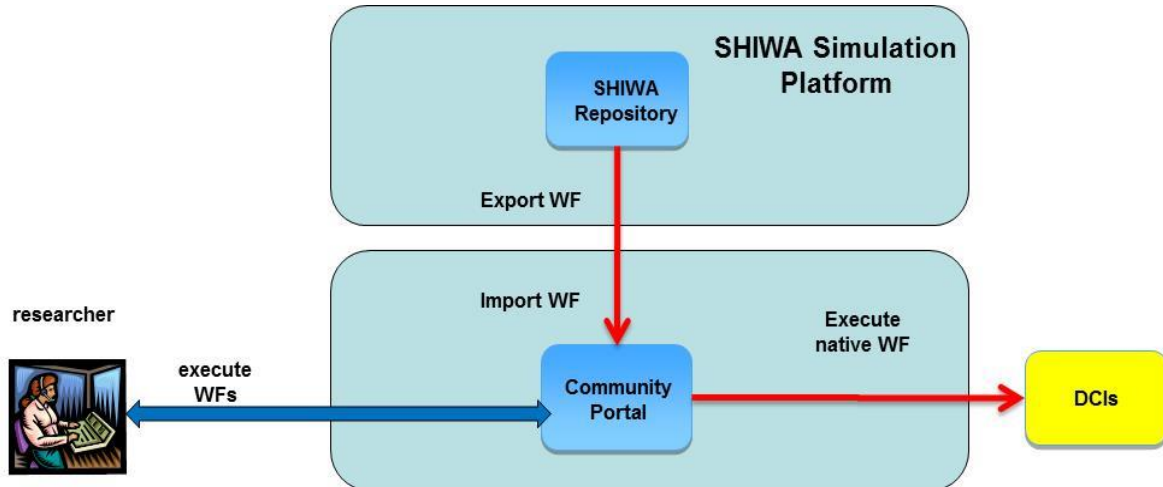 SHIWA Simulation
Platform
SHIWA
Repository
Export WF
Import WF
researcher
Execute
native WF
execute
WFs
Community
Portal
DCIs